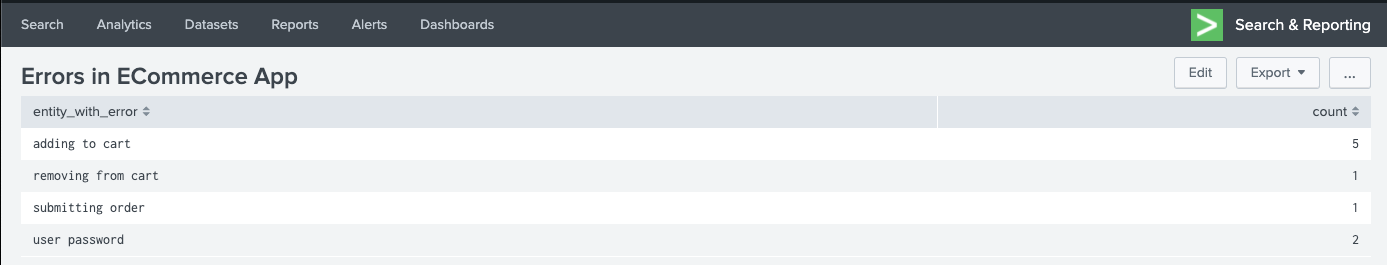 Search Analytics Datasets Reports Alerts Dashboards Search & Reporting
Errors in ECommerce App Edit Export ...
entity_with_error count
adding to cart 5
removing from cart 1
submitting order 1
user password 2